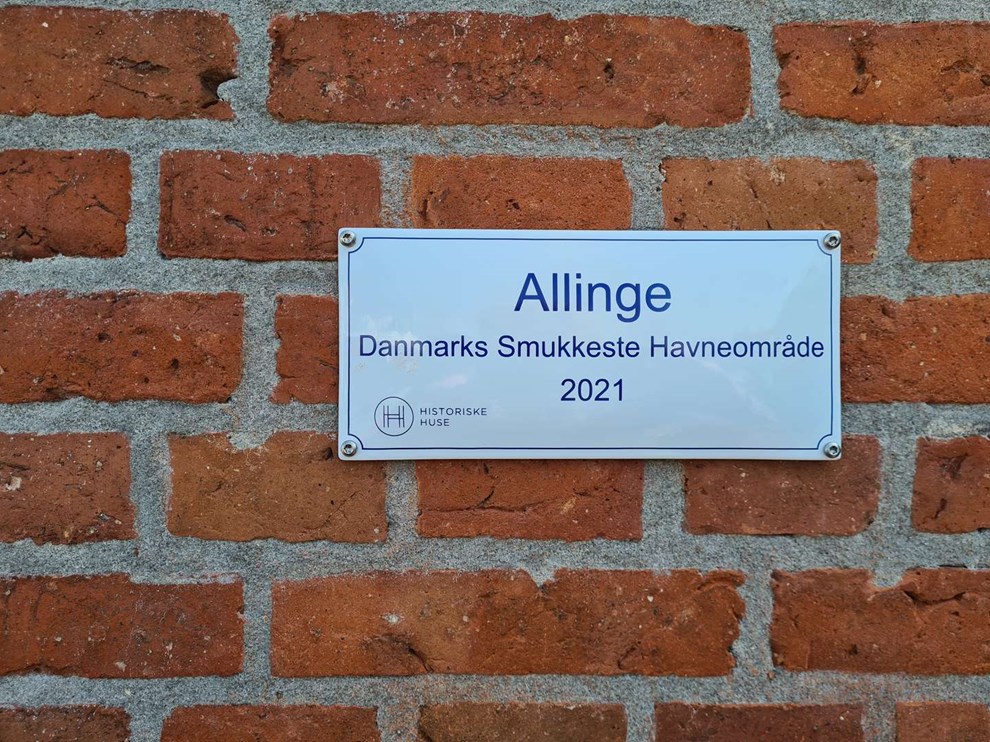 Allinge
Danmarks Smukkeste Havneområde
2021
HISTORISKE
HUSE